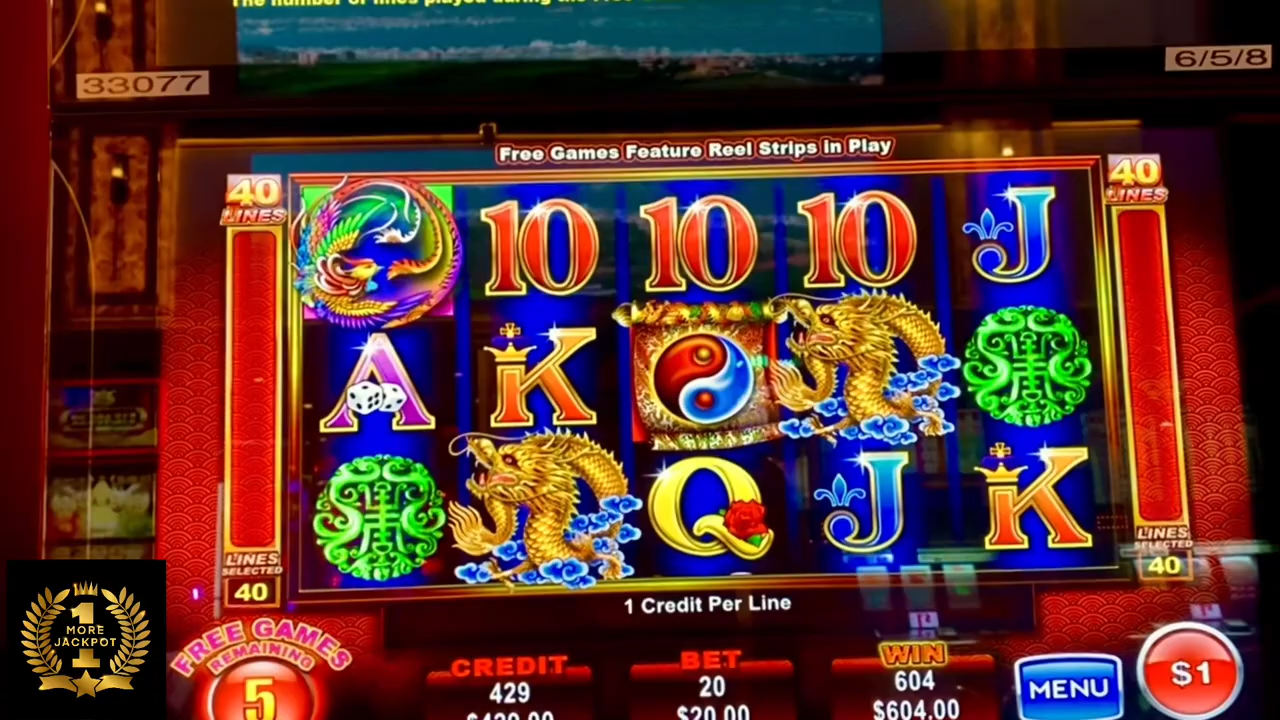 The number of lines played during the Free
33077
6/5/8
Free Games Feature Reel Strips in Play
40
LINES
40
LINES
10
10
10
J
A
K
Q
J
K
LINES
SELECTED
40
LINES
SELECTED
40
1 Credit Per Line
1
MORE
JACKPOT
FREE GAMES
REMAINING
5
CREDIT
429
$429.00
BET
20
$20.00
WIN
604
$604.00
MENU
$1